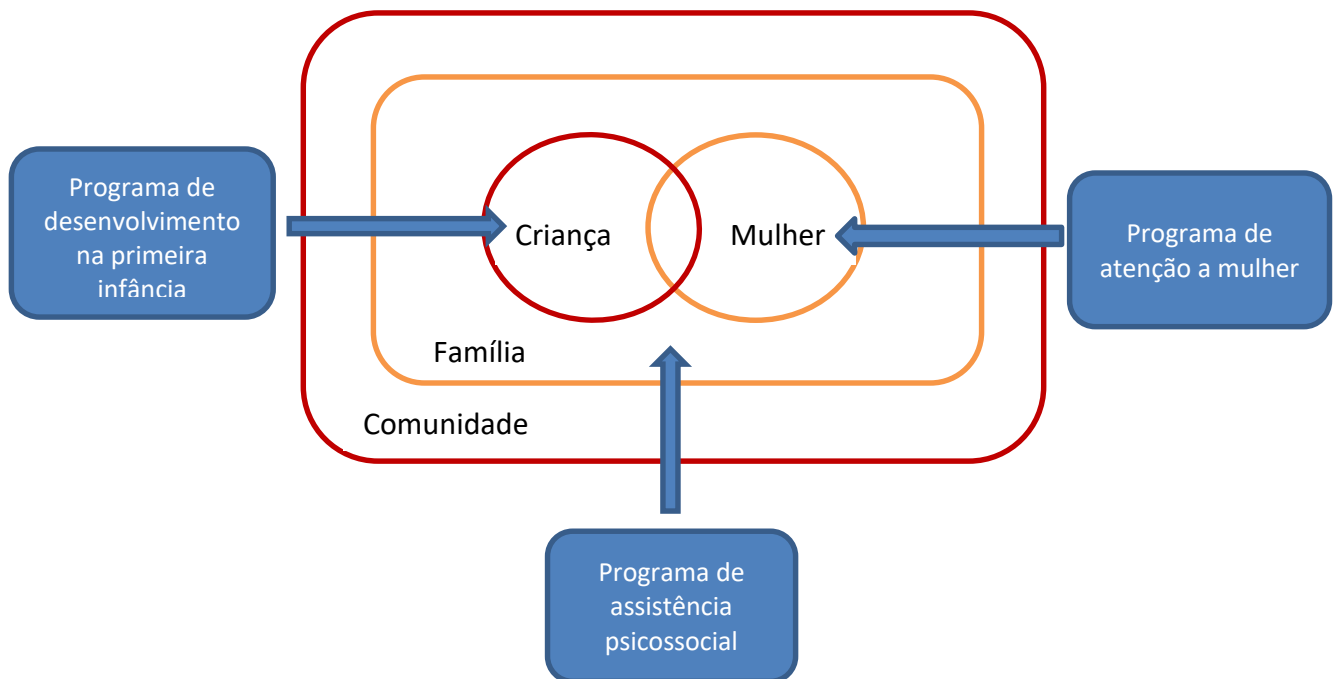 Programa de
desenvolvimento
na primeira
infância
Criança
Mulher
Programa de
atenção a mulher
Família
Comunidade
Programa de
assistência
psicossocial